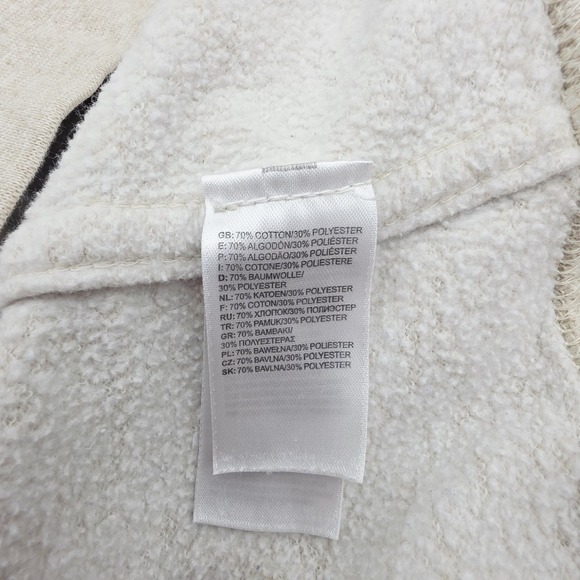 GB: 70% COTTON/30% POLYESTER
E: 70% ALGODÓN/30% POLIÉSTER
P: 70% ALGODÃO/30% POLIÉSTER
I: 70% COTONE/30% POLIESTERE
D: 70% BAUMWOLLE/
30% POLYESTER
NL: 70% KATOEN/30% POLYESTER
F: 70% COTON/30% POLYESTER
RU: 70% ХЛОПОК/30% ПОЛИЭСТЕР
TR: 70% PAMUK/30% POLYESTER
GR: 70% BAMBAKI/
30% ΠΟΛΥΕΣΤΕΡΑΣ
PL: 70% BAWEŁNA/30% POLIESTER
CZ: 70% BAVLNA/30% POLYESTER
SK: 70% BAVLNA/30% POLYESTER